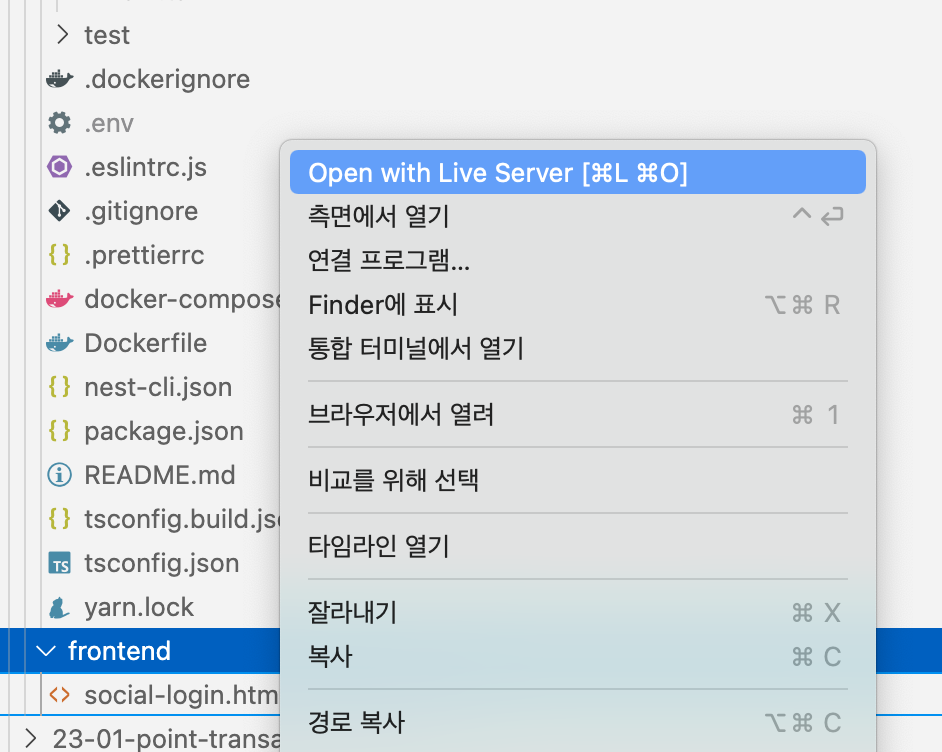 test
.dockerignore
.env
.eslintrc.js
.gitignore
.prettierrc
docker-compose
Dockerfile
nest-cli.json
package.json
README.md
tsconfig.build.js
tsconfig.json
yarn.lock
frontend
social-login.htm
23-01-point-transa
Open with Live Server [⌘L ⌘O]
측면에서 열기 ^ ⏎
연결 프로그램...
Finder에 표시 ⌥⌘ R
통합 터미널에서 열기
브라우저에서 열려 ⌘ 1
비교를 위해 선택
타임라인 열기
잘라내기 ⌘ X
복사 ⌘ C
경로 복사 ⌥⌘ C